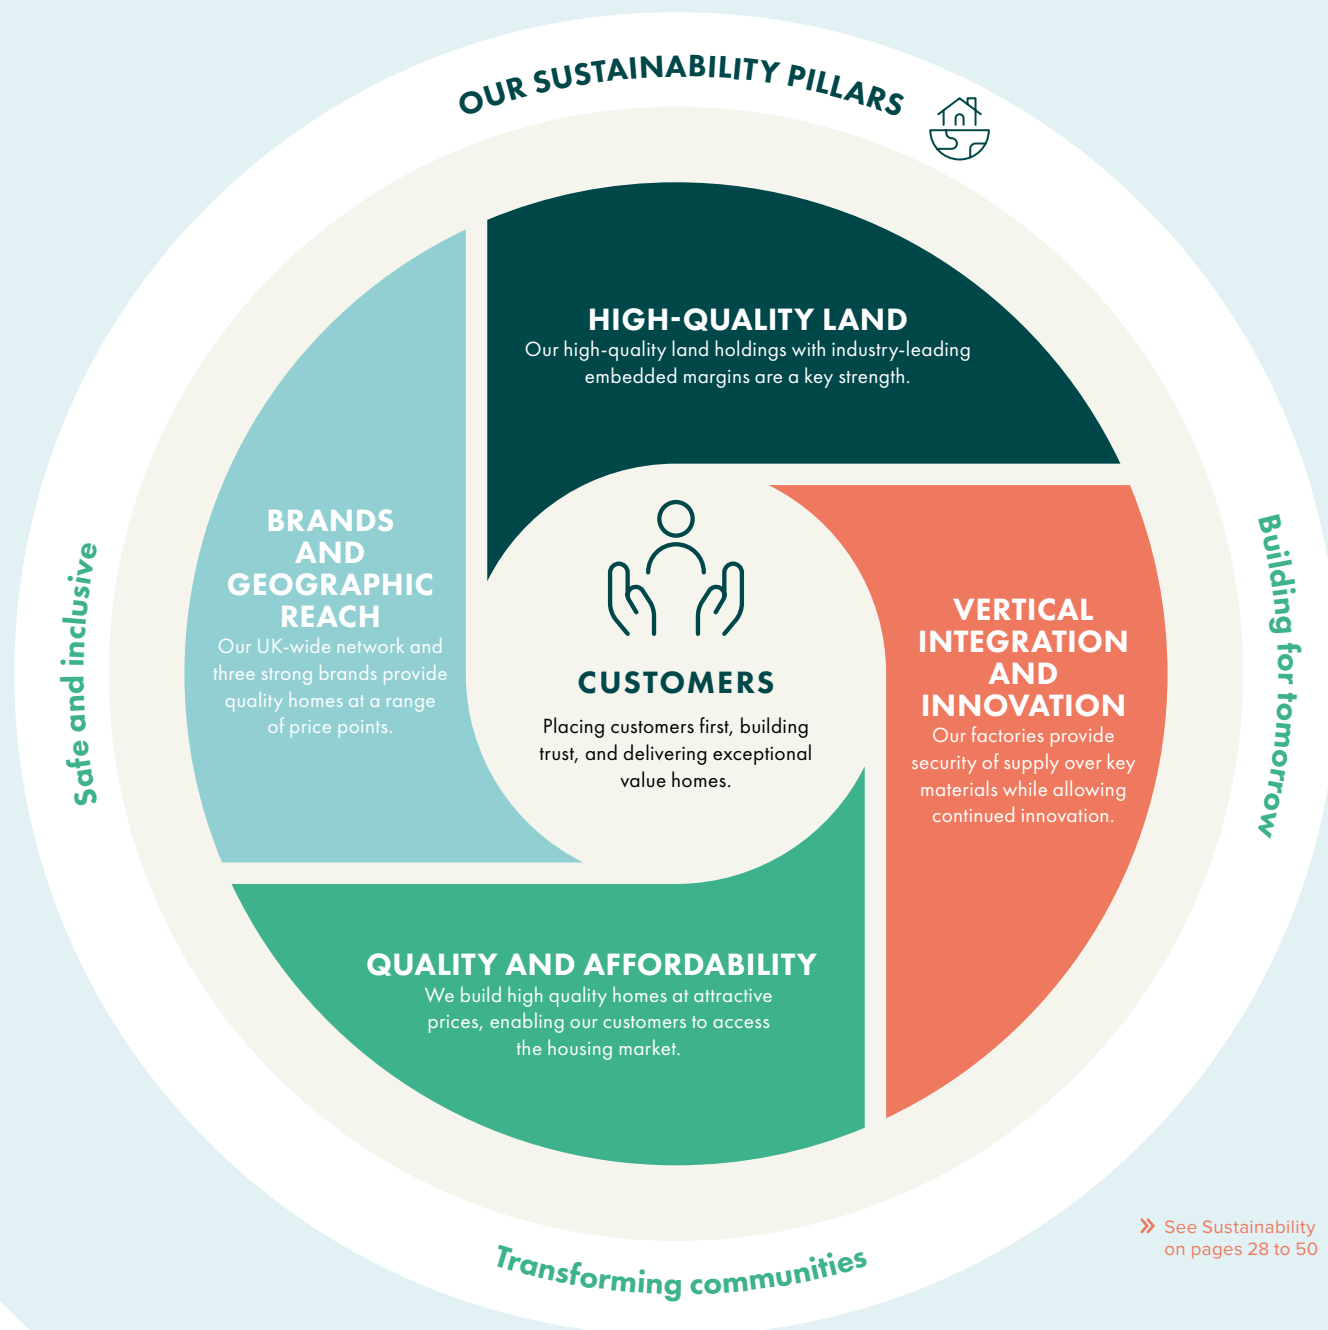 OUR SUSTAINABILITY PILLARS
HIGH-QUALITY LAND
Our high-quality land holdings with industry-leading
embedded margins are a key strength.
BRANDS
AND
GEOGRAPHIC
REACH
Our UK-wide network and
three strong brands provide
quality homes at a range
of price points.
CUSTOMERS
Placing customers first, building
trust, and delivering exceptional
value homes.
VERTICAL
INTEGRATION
AND
INNOVATION
Our factories provide
security of supply over key
materials while allowing
continued innovation.
QUALITY AND AFFORDABILITY
We build high quality homes at attractive
prices, enabling our customers to access
the housing market.
Safe and inclusive
Building for tomorrow
Transforming communities
See Sustainability
on pages 28 to 50